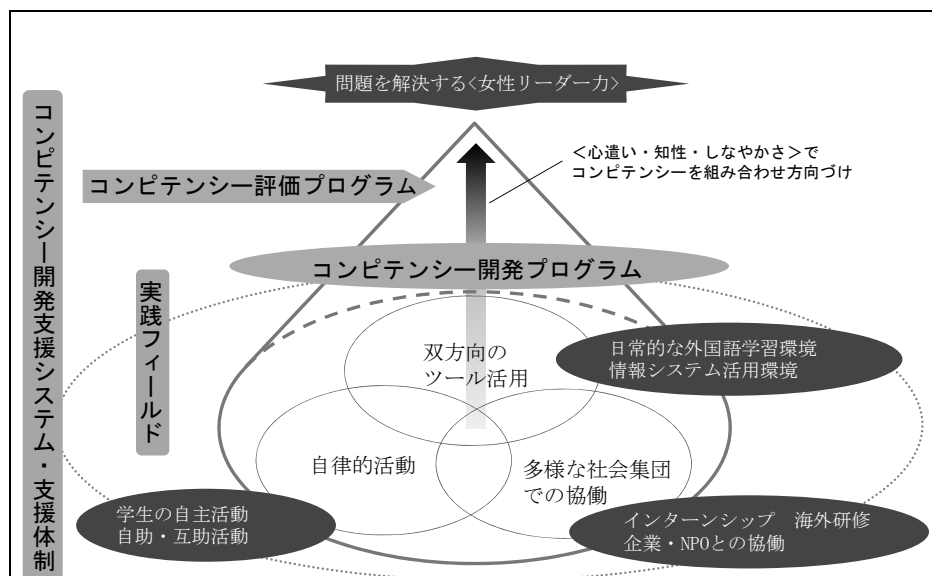 問題を解決する<女性リーダー力>
コンピテンシー開発支援システム・支援体制
<心遣い・知性・しなやかさ>で
コンピテンシーを組み合わせ方向づけ
コンピテンシー評価プログラム
コンピテンシー開発プログラム
実践フィールド
双方向の
ツール活用
日常的な外国語学習環境
情報システム活用環境
自律的活動
多様な社会集団
での協働
学生の自主活動
自助・互助活動
インターンシップ　海外研修
企業・NPOとの協働